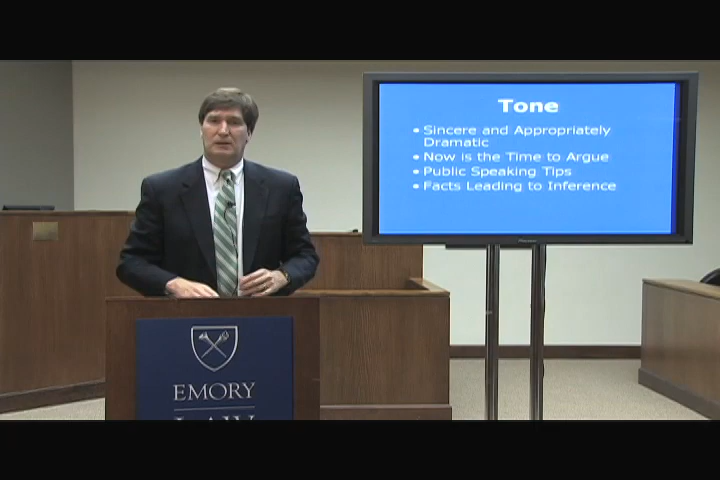 Tone
• Sincere and Appropriately
Dramatic
• Now is the Time to Argue
• Public Speaking Tips
• Facts Leading to Inference
EMORY
LAW